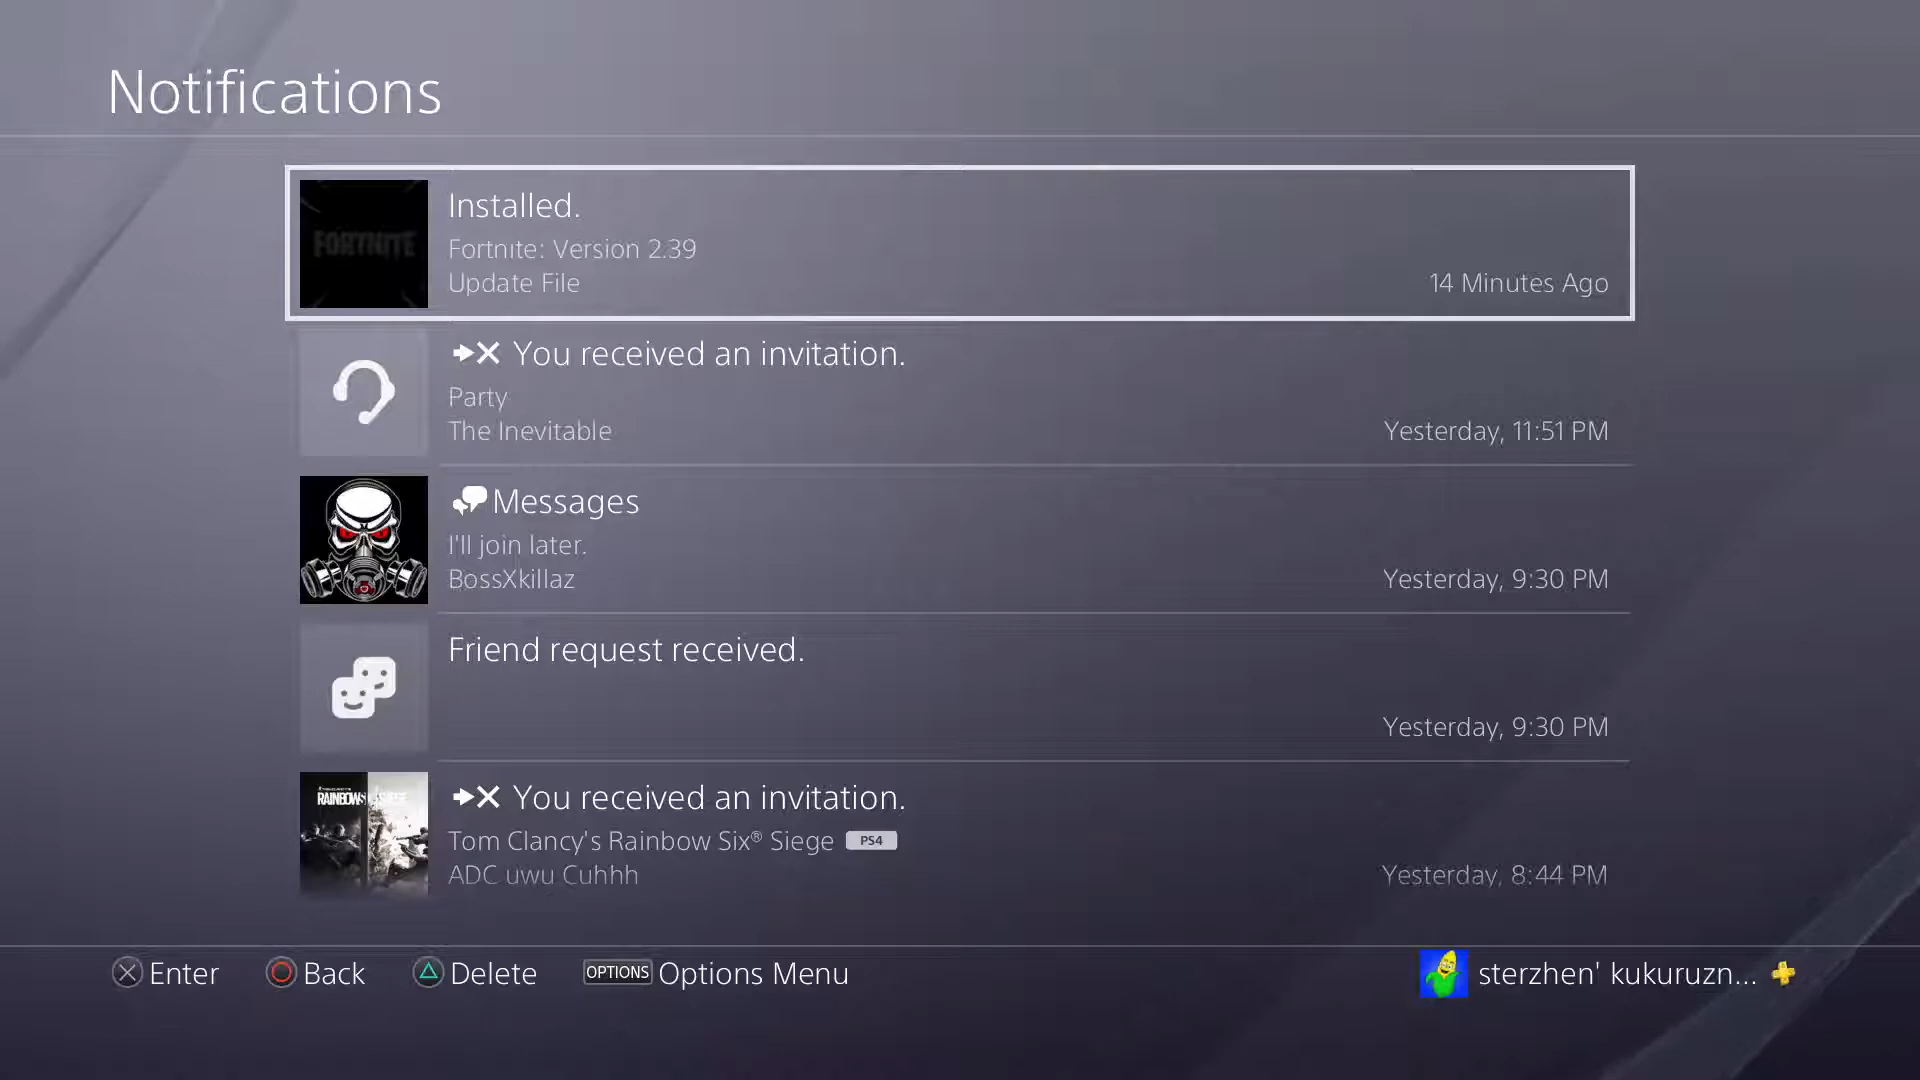 Notifications
FORTNITE
Installed.
Fortnite: Version 2.39
Update File
14 Minutes Ago
You received an invitation.
Party
The Inevitable
Yesterday, 11:51 PM
Messages
I'll join later.
BossXkillaz
Yesterday, 9:30 PM
Friend request received.
Yesterday, 9:30 PM
RAINBOW SIEGE
You received an invitation.
Tom Clancy's Rainbow Six® Siege PS4
ADC uwu Cuhhh
Yesterday, 8:44 PM
Enter Back Delete OPTIONS Options Menu sterzhen' kukuruzn...